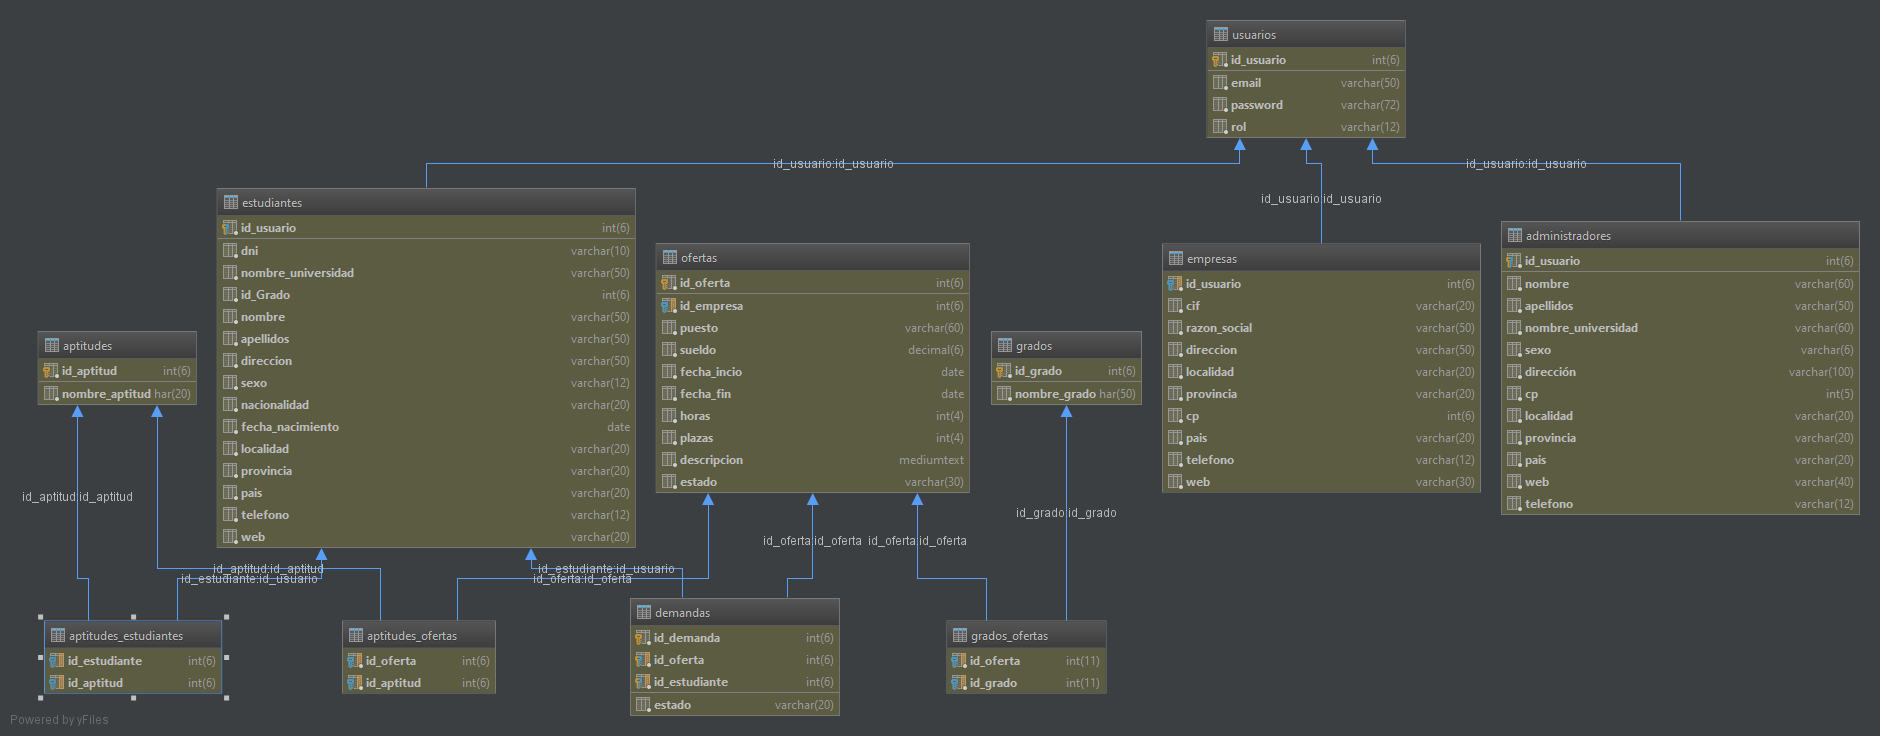 usuarios
id_usuario int(6)
email varchar(50)
password varchar(72)
rol varchar(12)
id_usuario:id_usuario
id_usuario:id_usuario
id_usuario:id_usuario
estudiantes
id_usuario int(6)
dni varchar(10)
nombre_universidad varchar(50)
id_Grado int(6)
nombre varchar(50)
apellidos varchar(50)
direccion varchar(50)
sexo varchar(12)
nacionalidad varchar(20)
fecha_nacimiento date
localidad varchar(20)
provincia varchar(20)
pais varchar(20)
telefono varchar(12)
web varchar(20)
ofertas
id_oferta int(6)
id_empresa int(6)
puesto varchar(60)
sueldo decimal(6)
fecha_incio date
fecha_fin date
horas int(4)
plazas int(4)
descripcion mediumtext
estado varchar(30)
empresas
id_usuario int(6)
cif varchar(20)
razon_social varchar(50)
direccion varchar(50)
localidad varchar(20)
provincia varchar(20)
cp int(6)
pais varchar(20)
telefono varchar(12)
web varchar(30)
administradores
id_usuario int(6)
nombre varchar(60)
apellidos varchar(50)
nombre_universidad varchar(60)
sexo varchar(6)
dirección varchar(100)
cp int(5)
localidad varchar(20)
provincia varchar(20)
pais varchar(20)
web varchar(40)
telefono varchar(12)
aptitudes
id_aptitud int(6)
nombre_aptitud har(20)
grados
id_grado int(6)
nombre_grado har(50)
id_aptitud:id_aptitud
id_grado:id_grado
id_oferta:id_oferta
id_oferta:id_oferta
id_aptitud:id_aptitud
id_estudiante:id_usuario
id_estudiante:id_usuario
id_oferta:id_oferta
aptitudes_estudiantes
id_estudiante int(6)
id_aptitud int(6)
aptitudes_ofertas
id_oferta int(6)
id_aptitud int(6)
demandas
id_demanda int(6)
id_oferta int(6)
id_estudiante int(6)
estado varchar(20)
grados_ofertas
id_oferta int(11)
id_grado int(11)
Powered by yFiles